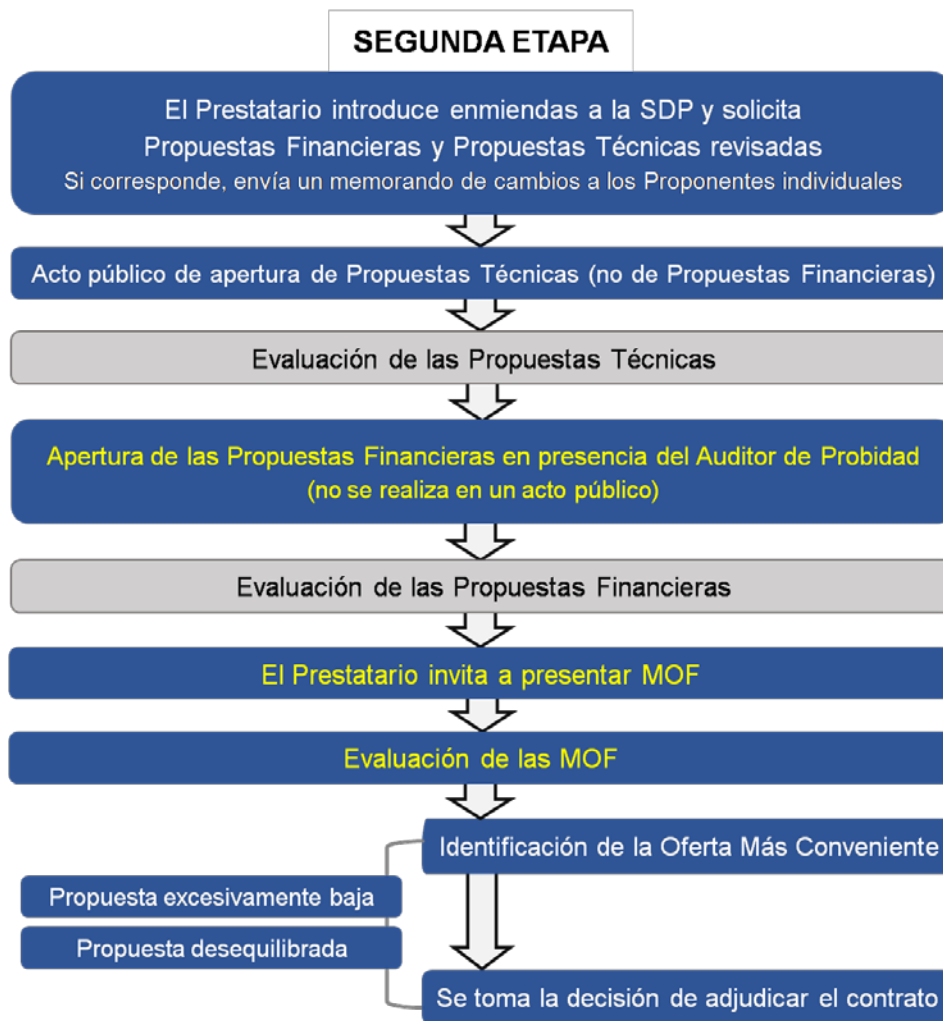 SEGUNDA ETAPA
El Prestatario introduce enmiendas a la SDP y solicita
Propuestas Financieras y Propuestas Técnicas revisadas
Si corresponde, envía un memorando de cambios a los Proponentes individuales
Acto público de apertura de Propuestas Técnicas (no de Propuestas Financieras)
Evaluación de las Propuestas Técnicas
Apertura de las Propuestas Financieras en presencia del Auditor de Probidad
(no se realiza en un acto público)
Evaluación de las Propuestas Financieras
El Prestatario invita a presentar MOF
Evaluación de las MOF
Identificación de la Oferta Más Conveniente
Propuesta excesivamente baja
Propuesta desequilibrada
Se toma la decisión de adjudicar el contrato